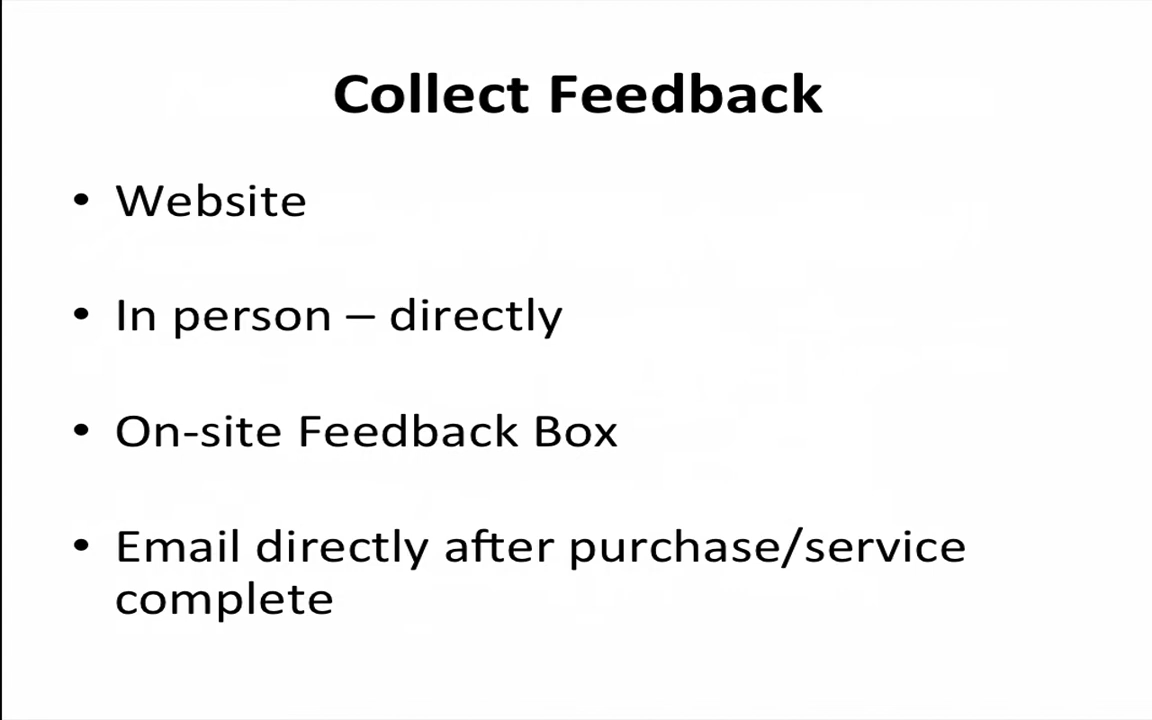 Collect Feedback
• Website
• In person – directly
• On-site Feedback Box
• Email directly after purchase/service
complete